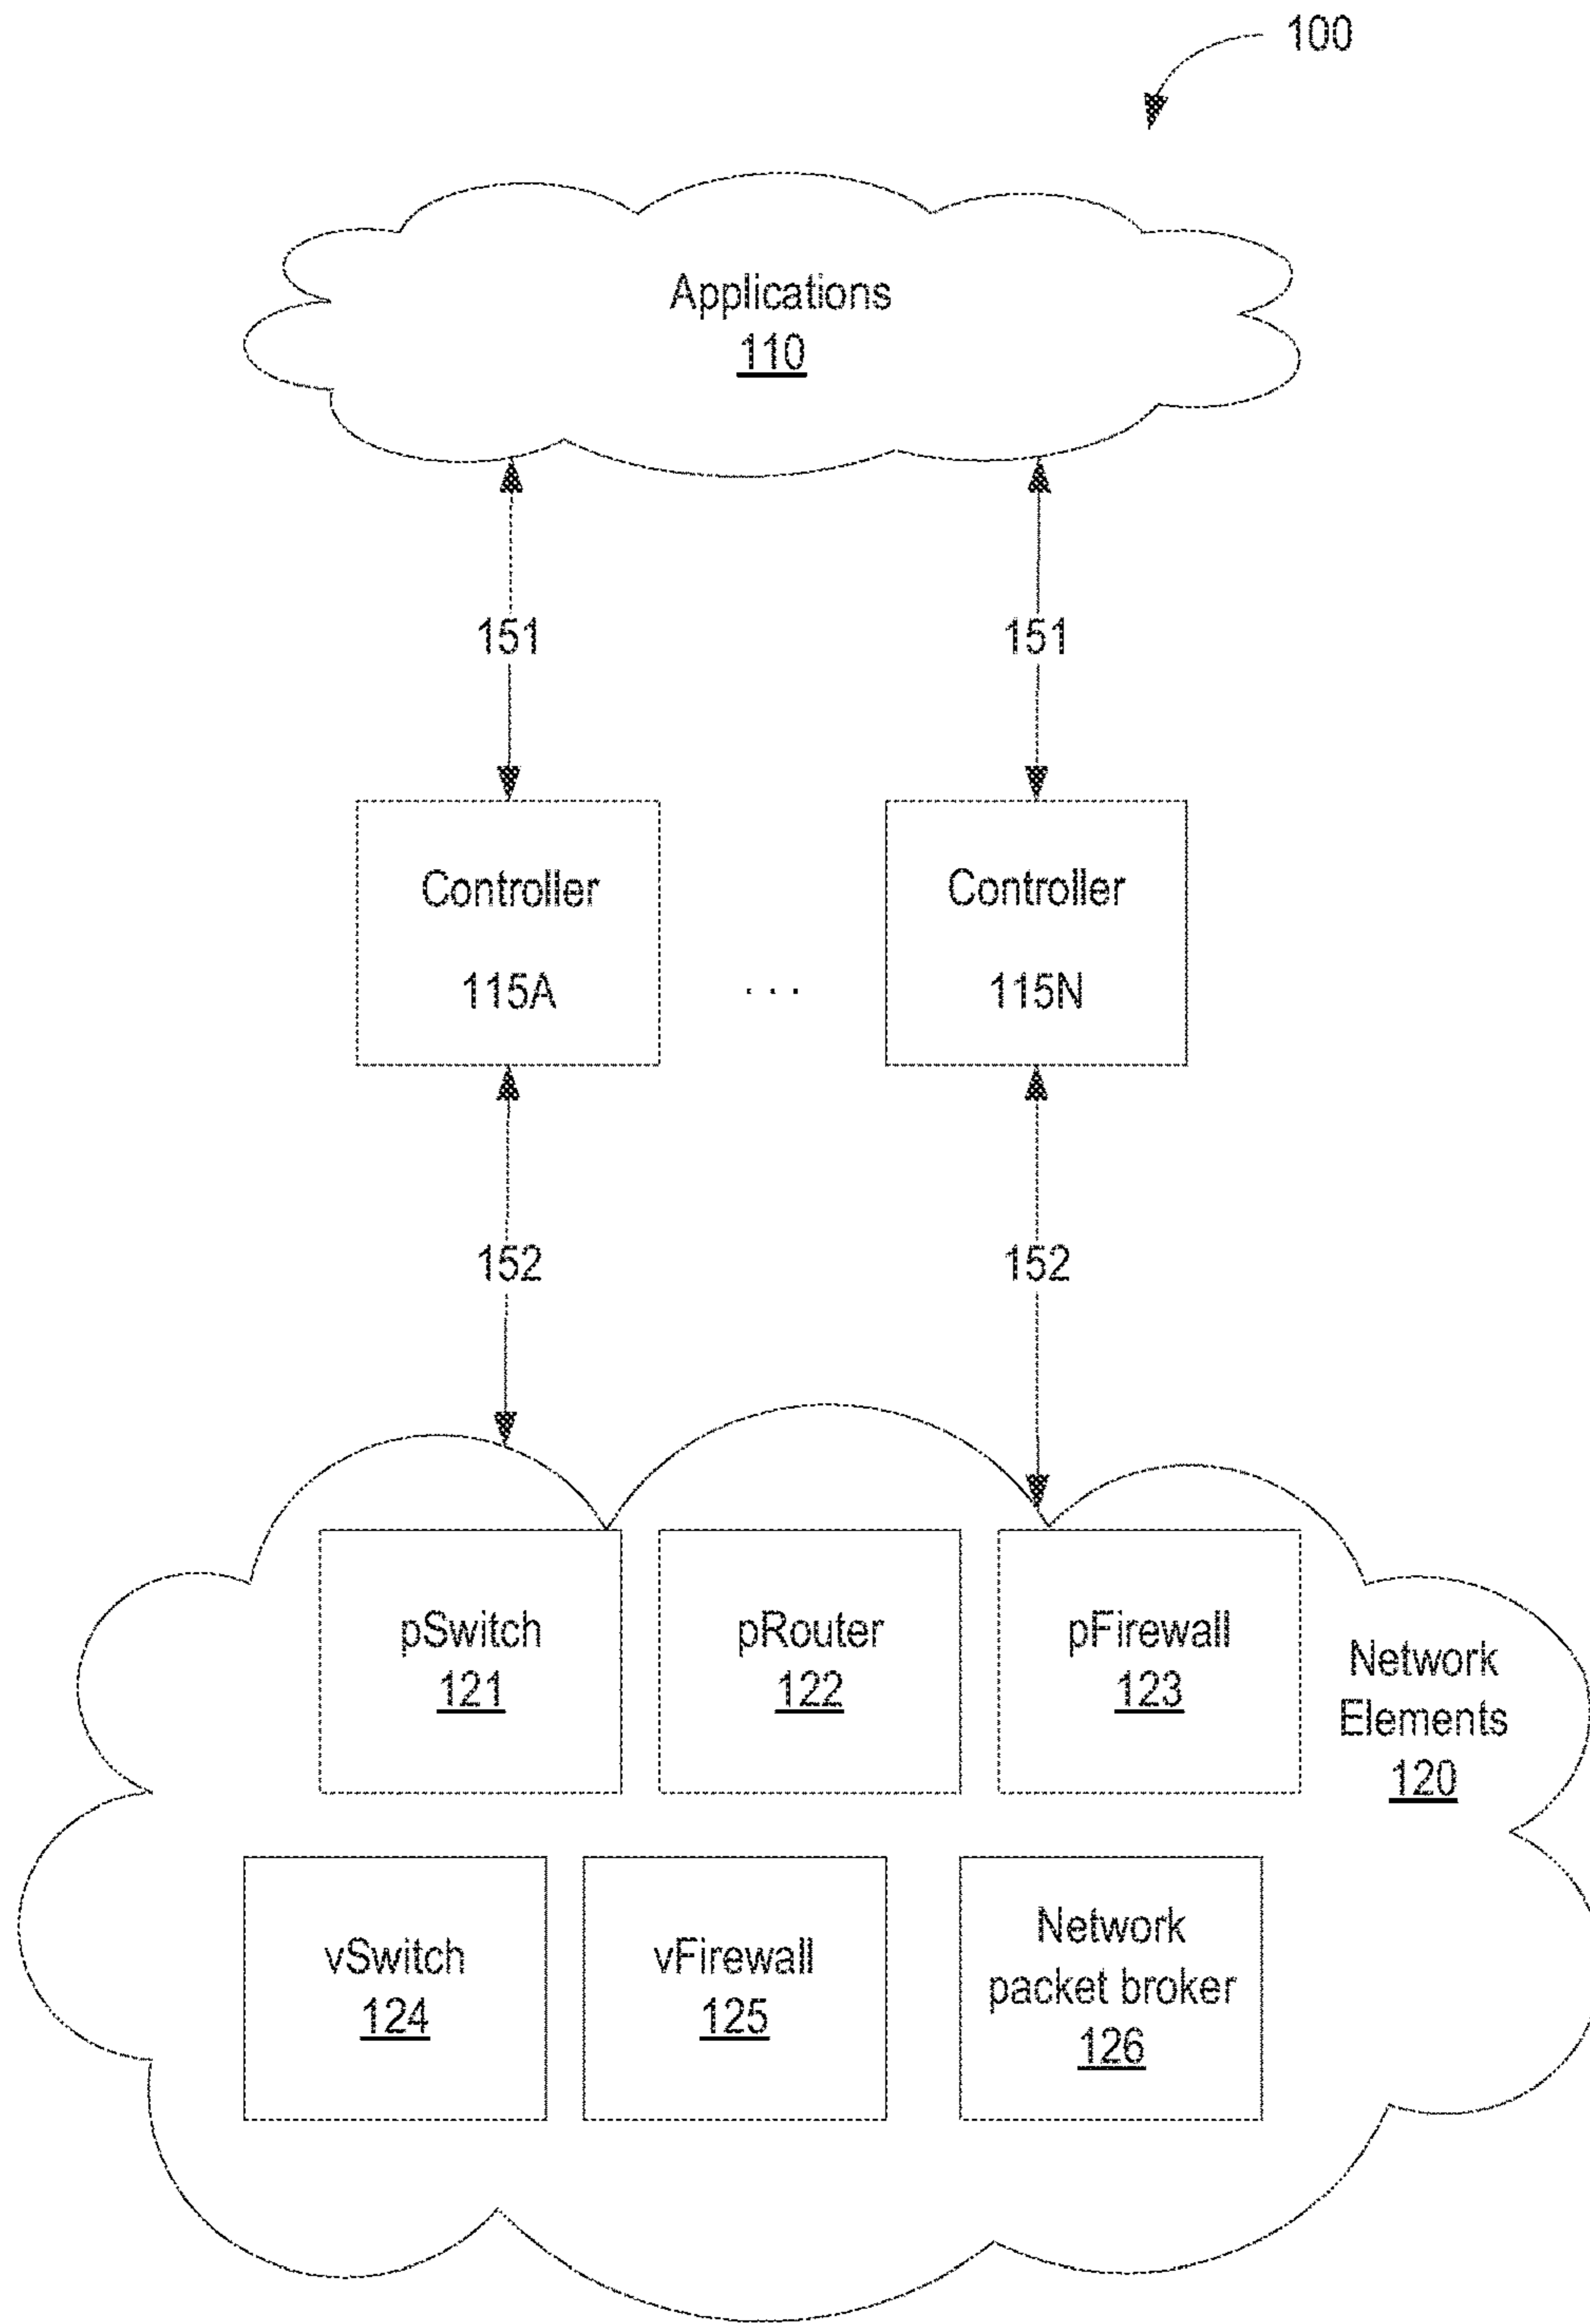 100
Applications
110
151
151
Controller
115A
. . .
Controller
115N
152
152
pSwitch
121
pRouter
122
pFirewall
123
Network
Elements
120
vSwitch
124
vFirewall
125
Network
packet broker
126